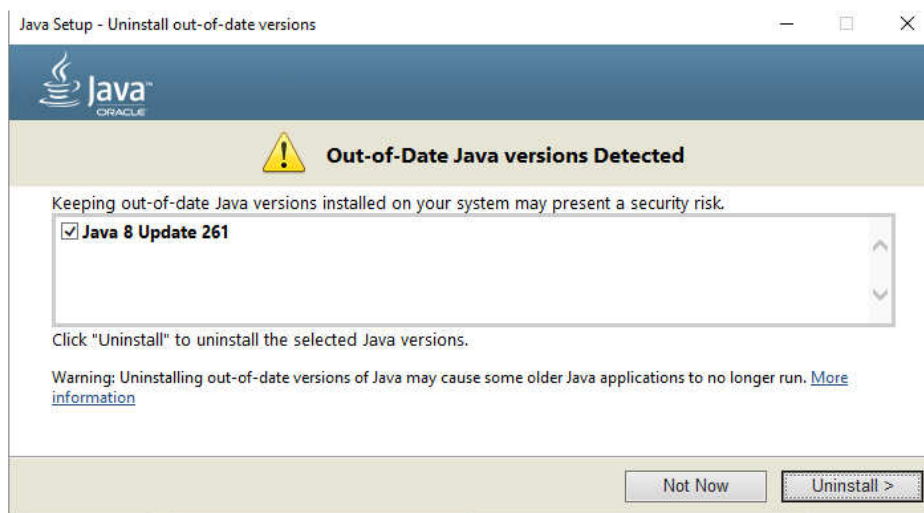 Java Setup - Uninstall out-of-date versions
Java™
ORACLE
Out-of-Date Java versions Detected
Keeping out-of-date Java versions installed on your system may present a security risk.
Java 8 Update 261
Click "Uninstall" to uninstall the selected Java versions.
Warning: Uninstalling out-of-date versions of Java may cause some older Java applications to no longer run. More
information
Not Now
Uninstall >